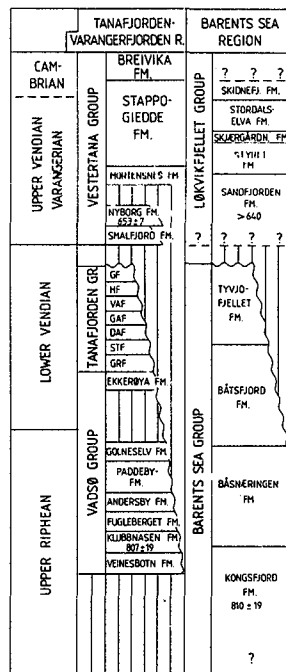 TANAFJORDEN-
VARANGERFJORDEN R.
BARENTS SEA
REGION
CAM-
BRIAN
UPPER VENDIAN
VARANGERIAN
LOWER VENDIAN
UPPER RIPHEAN
VESTERTANA GROUP
TANAFJORDEN GR.
VADSØ GROUP
BREIVIKA
FM.
STAPPO-
GIEDDE
FM.
MORTENSNES FM
NYBORG FM.
653±7
SMALFJORD FM.
GF
HF
VAF
GAF
DAF
STF
GRF
EKKERØYA FM.
GOLNESELV FM.
PADDEBY-
FM.
ANDERSBY FM.
FUGLEBERGET FM.
KLUBBNASEN FM.
807±19
VEINESBOTN FM.
LØKVIKFJELLET GROUP
BARENTS SEA GROUP
? ?
SKIDNEFJ. FM.
STORDALS-
ELVA FM.
SKJÆRGÅRDN. FM
STYRET
FM
SANDFJORDEN
FM.
>640
? ? ? ?
TYVJO-
FJELLET
FM.
BÅTSFJORD
FM.
BÅSNÆRINGEN
FM
KONGSFJORD
FM.
810±19
?